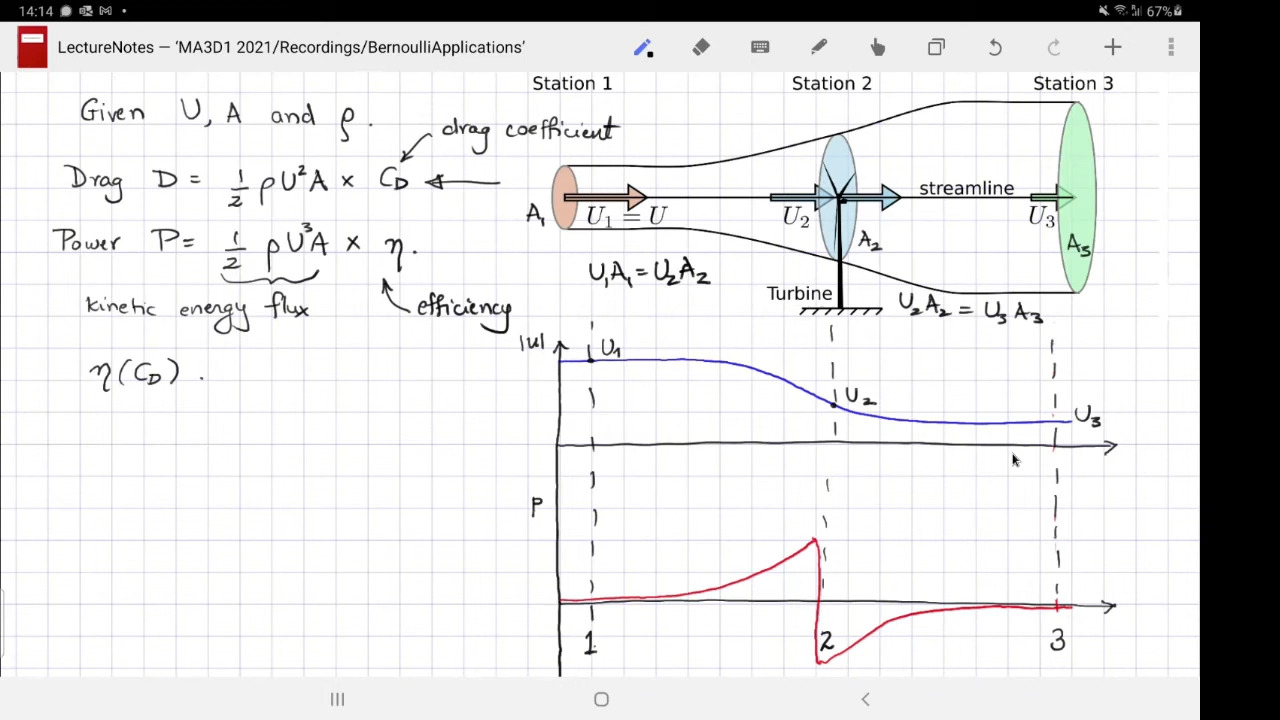 14:14
67%
LectureNotes — ‘MA3D1 2021/Recordings/BernoulliApplications’
Station 1 Station 2 Station 3
Given U, A and ρ.
drag coefficient
Drag D = 1/2 ρU²A × C_D
Power P = 1/2 ρU³A × η.
kinetic energy flux
efficiency
η(C_D).
A₁
U₁ = U
U₂
streamline
U₃
A₂
A₃
U₁A₁ = U₂A₂
Turbine
U₂A₂ = U₃A₃
|u|
U₁
U₂
U₃
P
1 2 3